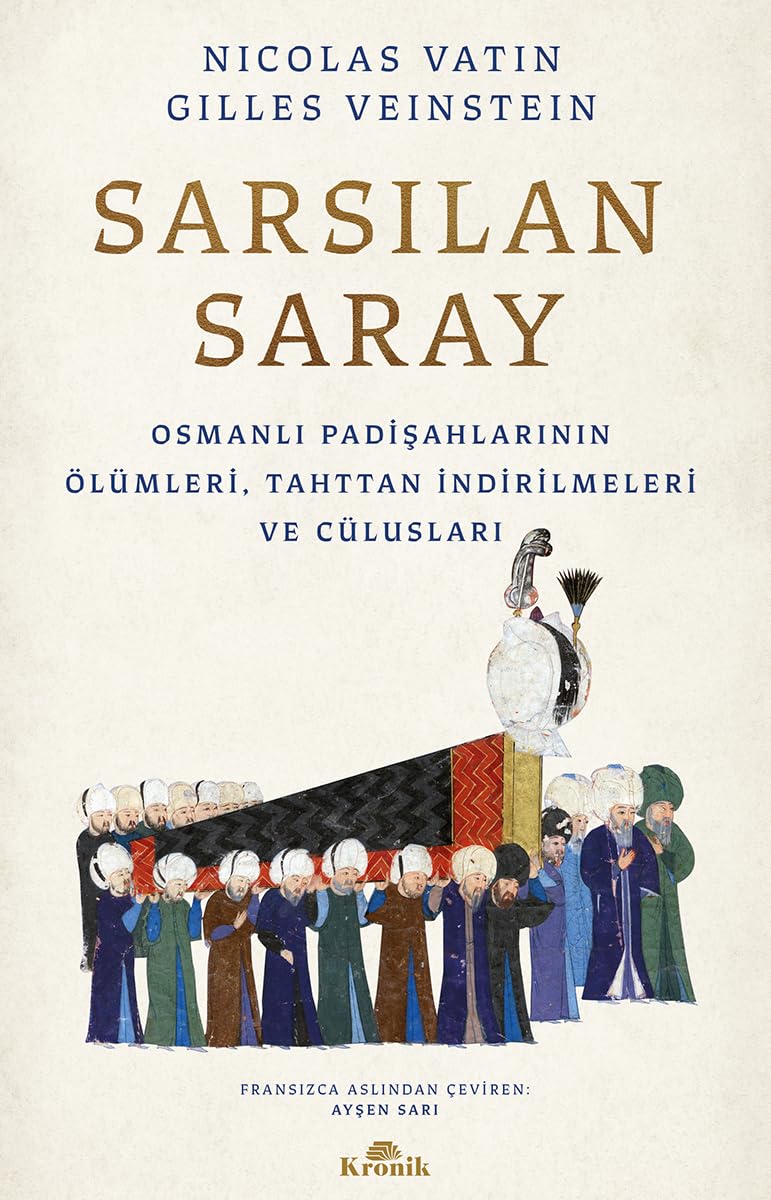 NICOLAS VATIN
GILLES VEINSTEIN
SARSILAN
SARAY
OSMANLI PADİŞAHLARININ
ÖLÜMLERİ, TAHTTAN İNDİRİLMELERİ
VE CÜLUSLARI
FRANSIZCA ASLINDAN ÇEVİREN:
AYŞEN SARI
Kronik